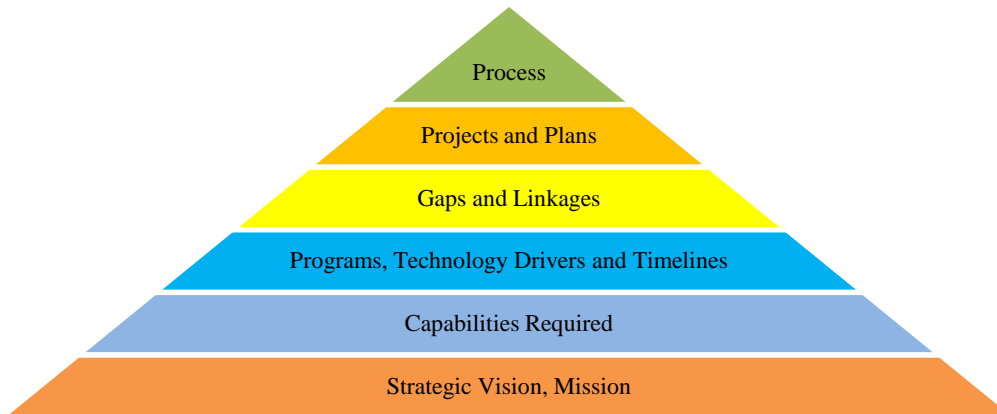 Process
Projects and Plans
Gaps and Linkages
Programs, Technology Drivers and Timelines
Capabilities Required
Strategic Vision, Mission